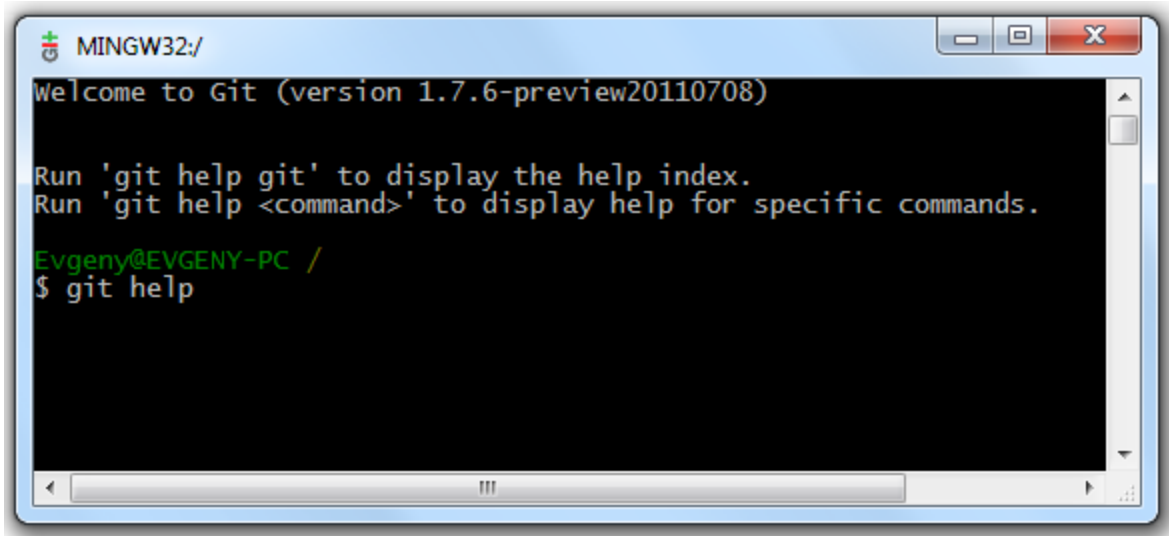 git MINGW32:/
Welcome to Git (version 1.7.6-preview20110708)
Run 'git help git' to display the help index.
Run 'git help <command>' to display help for specific commands.
Evgeny@EVGENY-PC /
$ git help